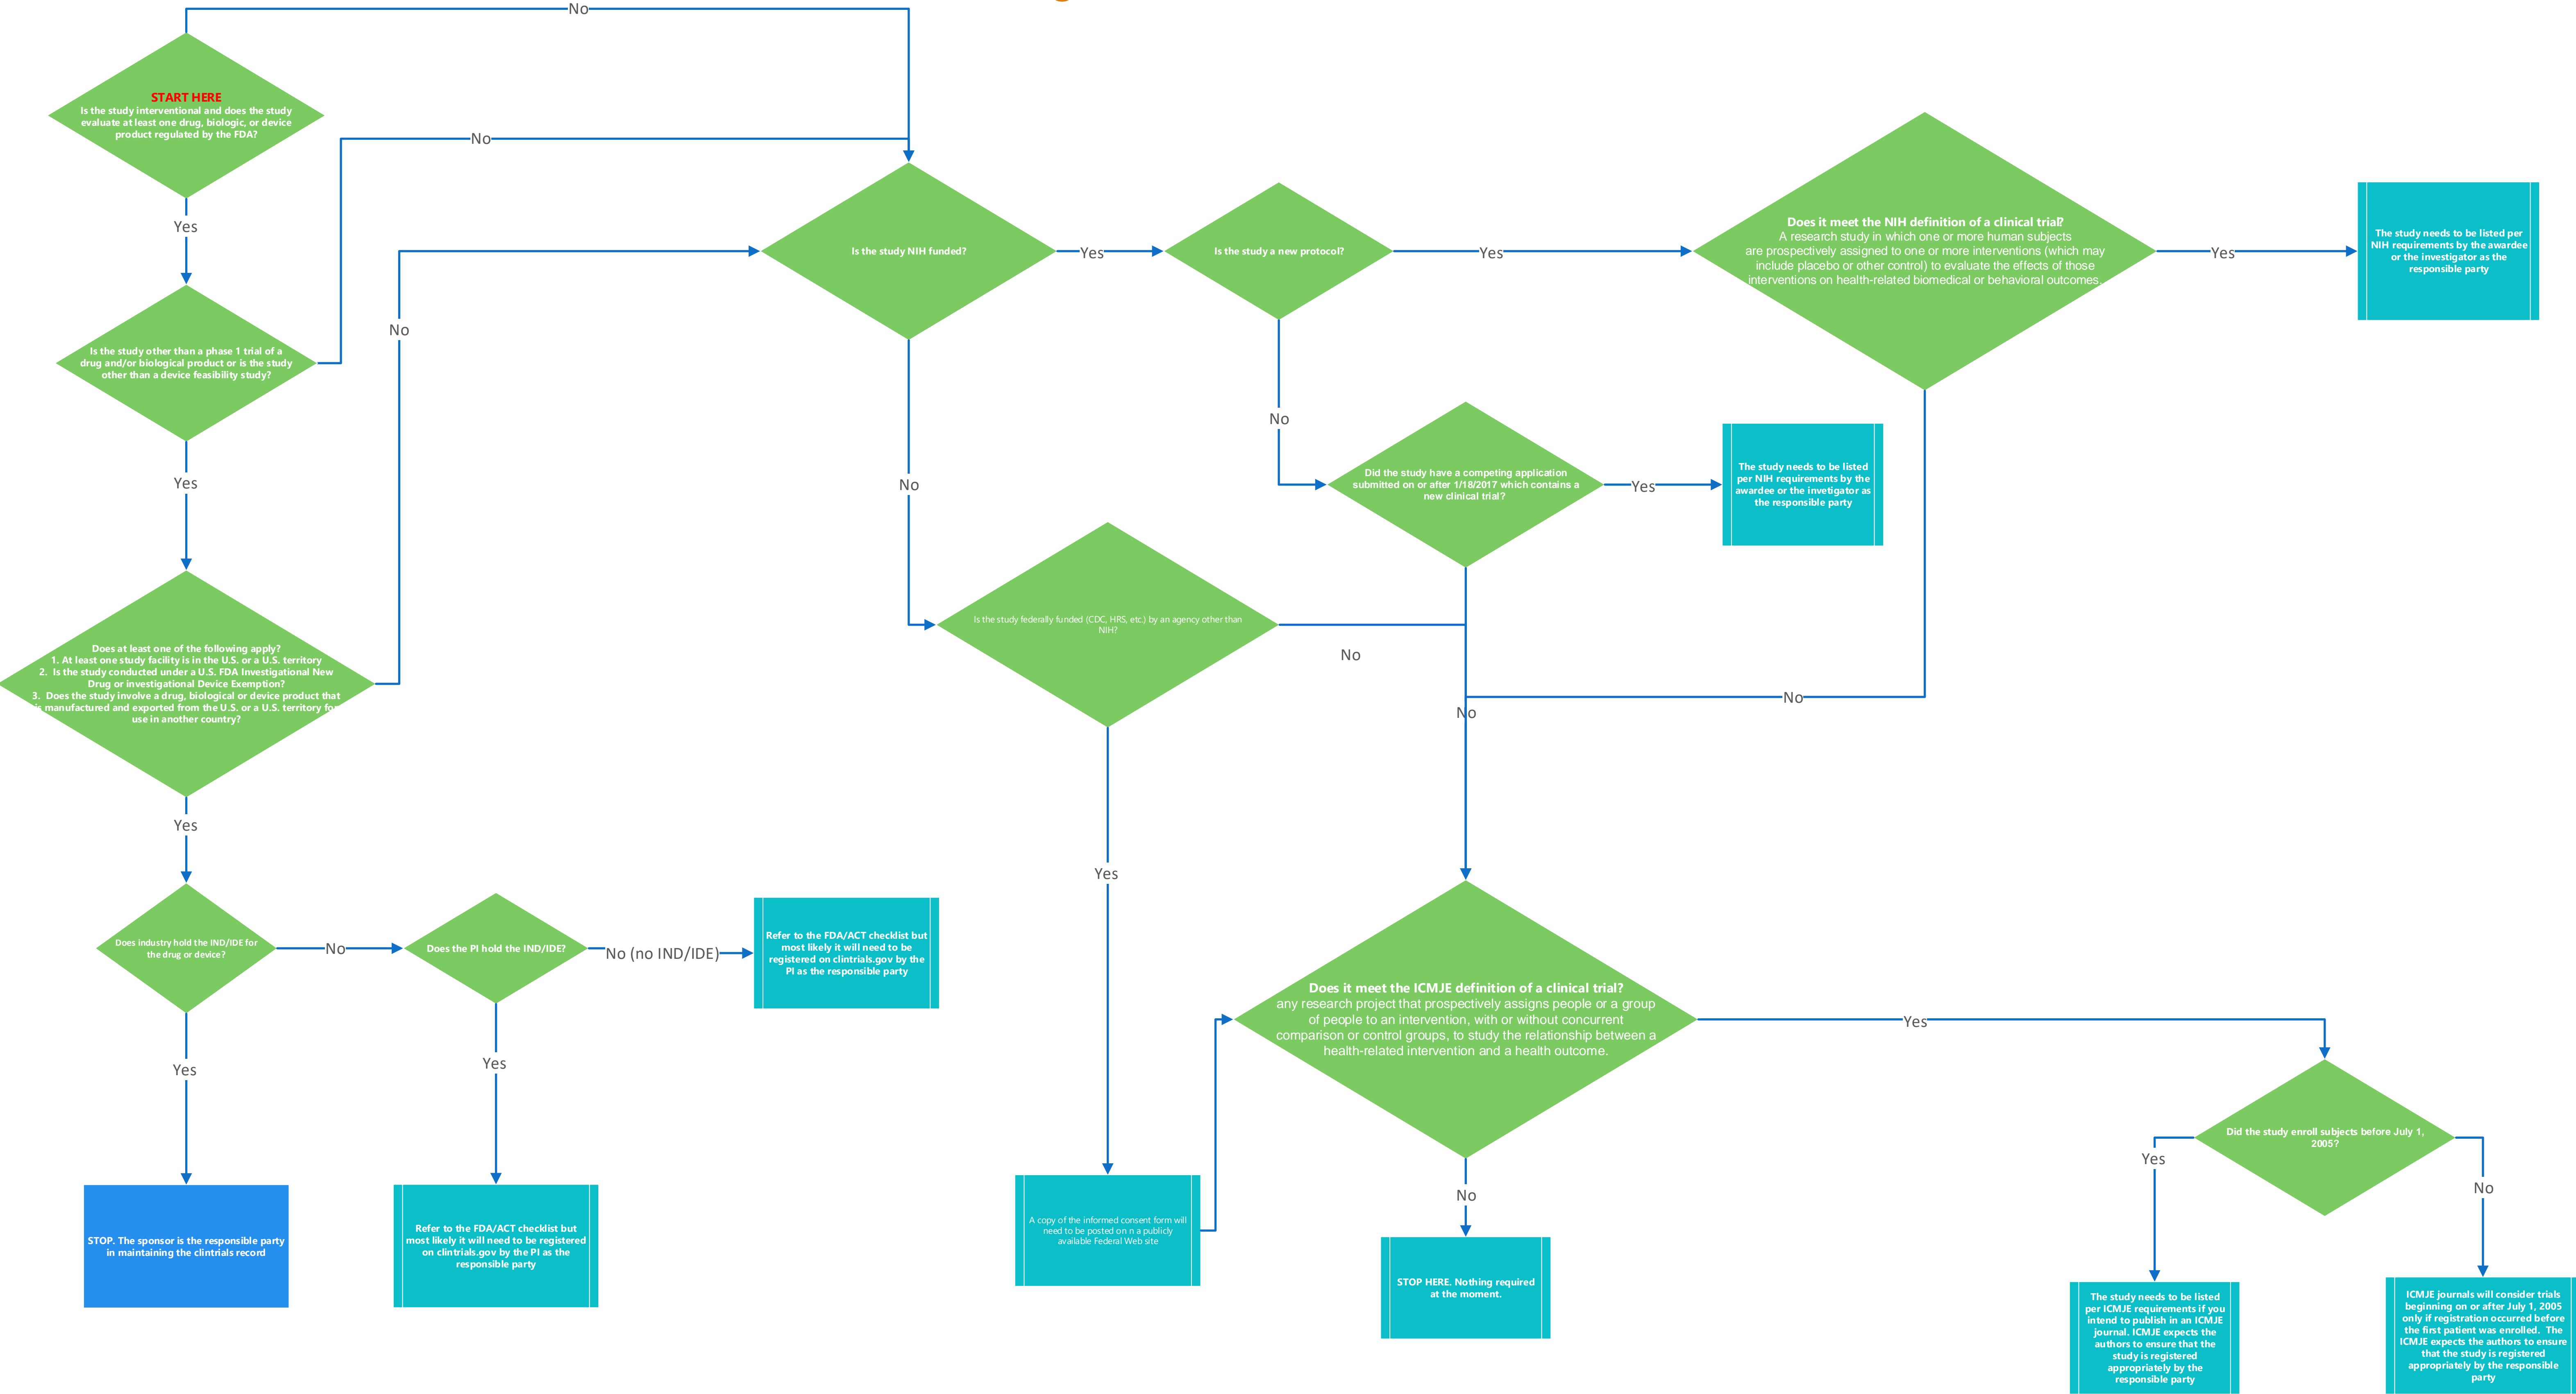 No
START HERE
Is the study interventional and does the study
evaluate at least one drug, biologic, or device
product regulated by the FDA?
No
Yes
Is the study other than a phase 1 trial of a
drug and/or biological product or is the study
other than a device feasibility study?
No
Yes
Does at least one of the following apply?
1. At least one study facility is in the U.S. or a U.S. territory
2. Is the study conducted under a U.S. FDA Investigational New
Drug or investigational Device Exemption?
3. Does the study involve a drug, biological or device product that
is manufactured and exported from the U.S. or a U.S. territory for
use in another country?
Yes
Does industry hold the IND/IDE for
the drug or device?
No
Does the PI hold the IND/IDE?
No (no IND/IDE)
Refer to the FDA/ACT checklist but
most likely it will need to be
registered on clintrials.gov by the
PI as the responsible party
Yes
Yes
STOP. The sponsor is the responsible party
in maintaining the clintrials record
Refer to the FDA/ACT checklist but
most likely it will need to be registered
on clintrials.gov by the PI as the
responsible party
Is the study NIH funded?
Yes
Is the study a new protocol?
Yes
Does it meet the NIH definition of a clinical trial?
A research study in which one or more human subjects
are prospectively assigned to one or more interventions (which may
include placebo or other control) to evaluate the effects of those
interventions on health-related biomedical or behavioral outcomes.
Yes
The study needs to be listed per
NIH requirements by the awardee
or the investigator as the
responsible party
No
No
Did the study have a competing application
submitted on or after 1/18/2017 which contains a
new clinical trial?
Yes
The study needs to be listed
per NIH requirements by the
awardee or the invetigator as
the responsible party
Is the study federally funded (CDC, HRS, etc.) by an agency other than
NIH?
No
No
No
Yes
A copy of the informed consent form will
need to be posted on n a publicly
available Federal Web site
Does it meet the ICMJE definition of a clinical trial?
any research project that prospectively assigns people or a group
of people to an intervention, with or without concurrent
comparison or control groups, to study the relationship between a
health-related intervention and a health outcome.
Yes
No
STOP HERE. Nothing required
at the moment.
Did the study enroll subjects before July 1,
2005?
Yes
No
The study needs to be listed
per ICMJE requirements if you
intend to publish in an ICMJE
journal. ICMJE expects the
authors to ensure that the
study is registered
appropriately by the
responsible party
ICMJE journals will consider trials
beginning on or after July 1, 2005
only if registration occurred before
the first patient was enrolled. The
ICMJE expects the authors to ensure
that the study is registered
appropriately by the responsible
party